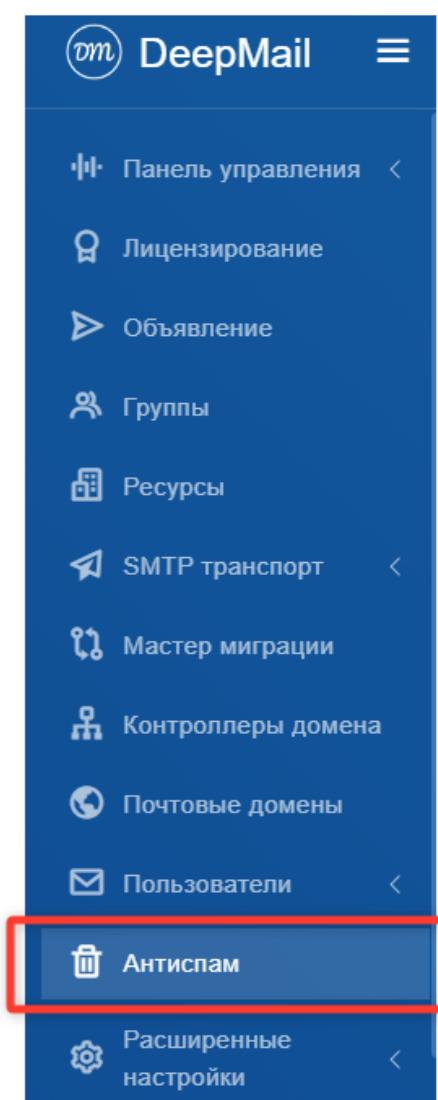 dm DeepMail
Панель управления
Лицензирование
Объявление
Группы
Ресурсы
SMTP транспорт
Мастер миграции
Контроллеры домена
Почтовые домены
Пользователи
Антиспам
Расширенные
настройки